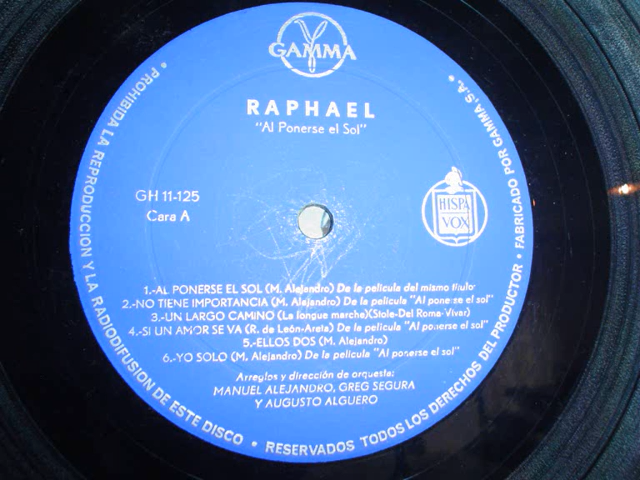 GAMMA
RAPHAEL
"Al Ponerse el Sol"
GH 11-125
Cara A
HISPA
VOX
1.-AL PONERSE EL SOL (M. Alejandro) De la película del mismo título
2.-NO TIENE IMPORTANCIA (M. Alejandro) De la película "Al ponerse el sol"
3.-UN LARGO CAMINO (La longue marche)(Stole-Del Roma-Vivar)
4.-SI UN AMOR SE VA (R. de León-Areta) De la película "Al ponerse el sol"
5.-ELLOS DOS (M. Alejandro)
6.-YO SOLO (M. Alejandro) De la película "Al ponerse el sol"
Arreglos y dirección de orquesta:
MANUEL ALEJANDRO, GREG SEGURA
Y AUGUSTO ALGUERO
• PROHIBIDA LA REPRODUCCION Y LA RADIODIFUSION DE ESTE DISCO • RESERVADOS TODOS LOS DERECHOS DEL PRODUCTOR • FABRICADO POR GAMMA, S.A. •